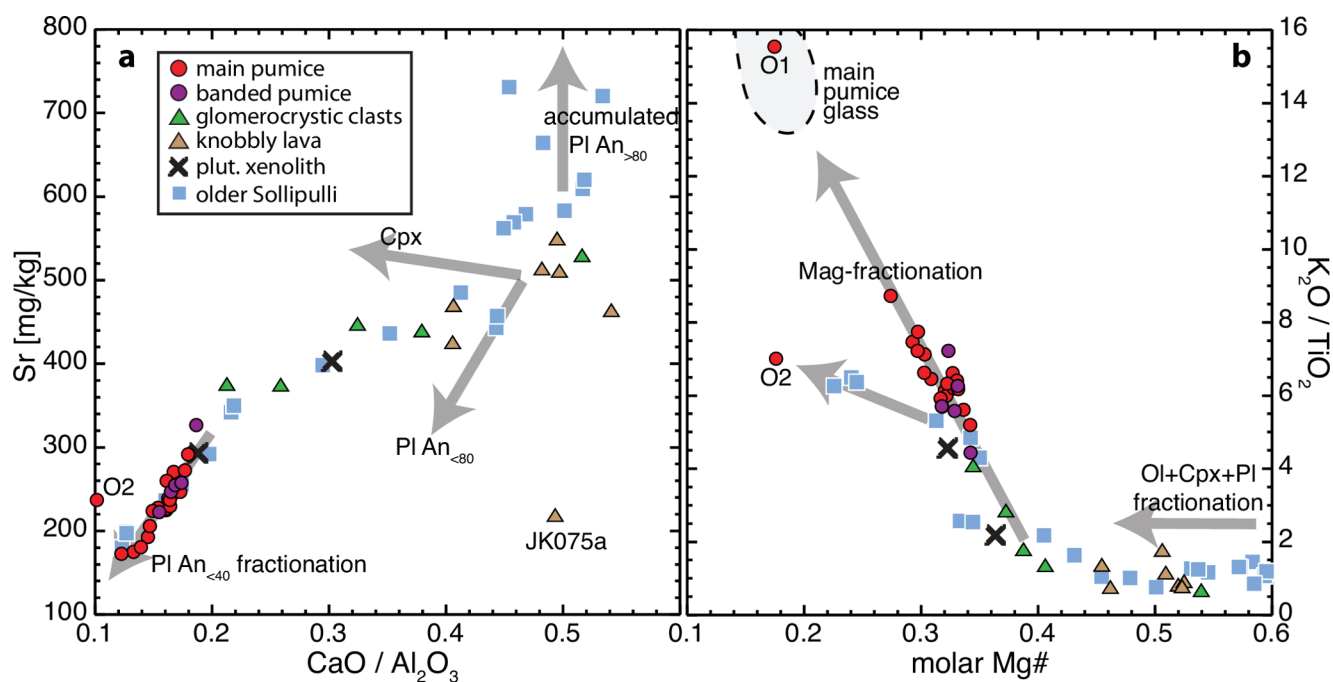 a
main pumice
banded pumice
glomerocrystic clasts
knobbly lava
plut. xenolith
older Sollipulli
accumulated
Pl An>80
Cpx
Pl An<80
O2
JK075a
Pl An<40 fractionation
800
700
600
500
400
300
200
100
Sr [mg/kg]
0.1
0.2
0.3
0.4
0.5
CaO / Al2O3
b
O1
main
pumice
glass
Mag-fractionation
O2
Ol+Cpx+Pl
fractionation
16
14
12
10
8
6
4
2
0
K2O / TiO2
0.1
0.2
0.3
0.4
0.5
0.6
molar Mg#